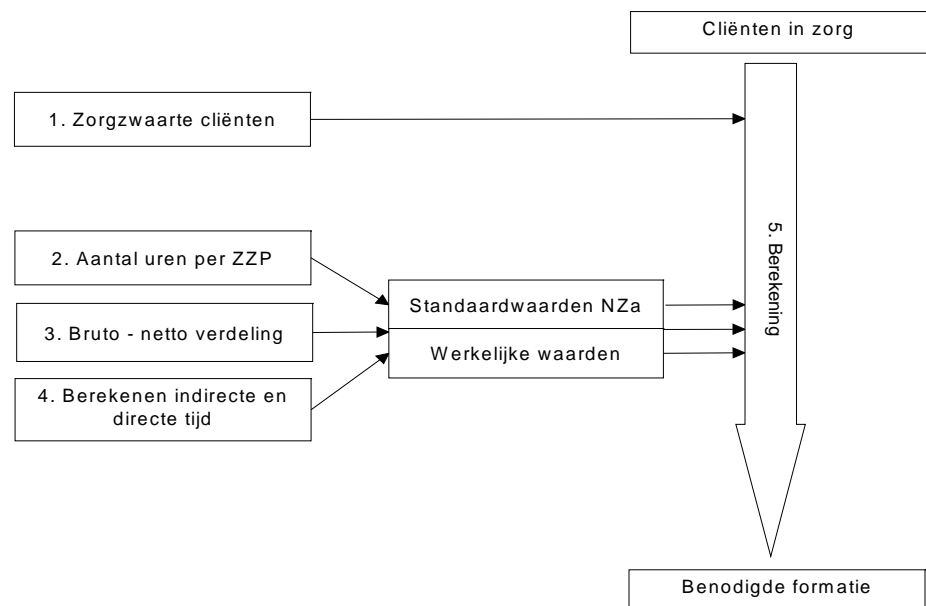 Cliënten in zorg
1. Zorgzwaarte cliënten
2. Aantal uren per ZZP
3. Bruto - netto verdeling
4. Berekenen indirecte en
directe tijd
Standaardwaarden NZa
Werkelijke waarden
5. Berekening
Benodigde formatie